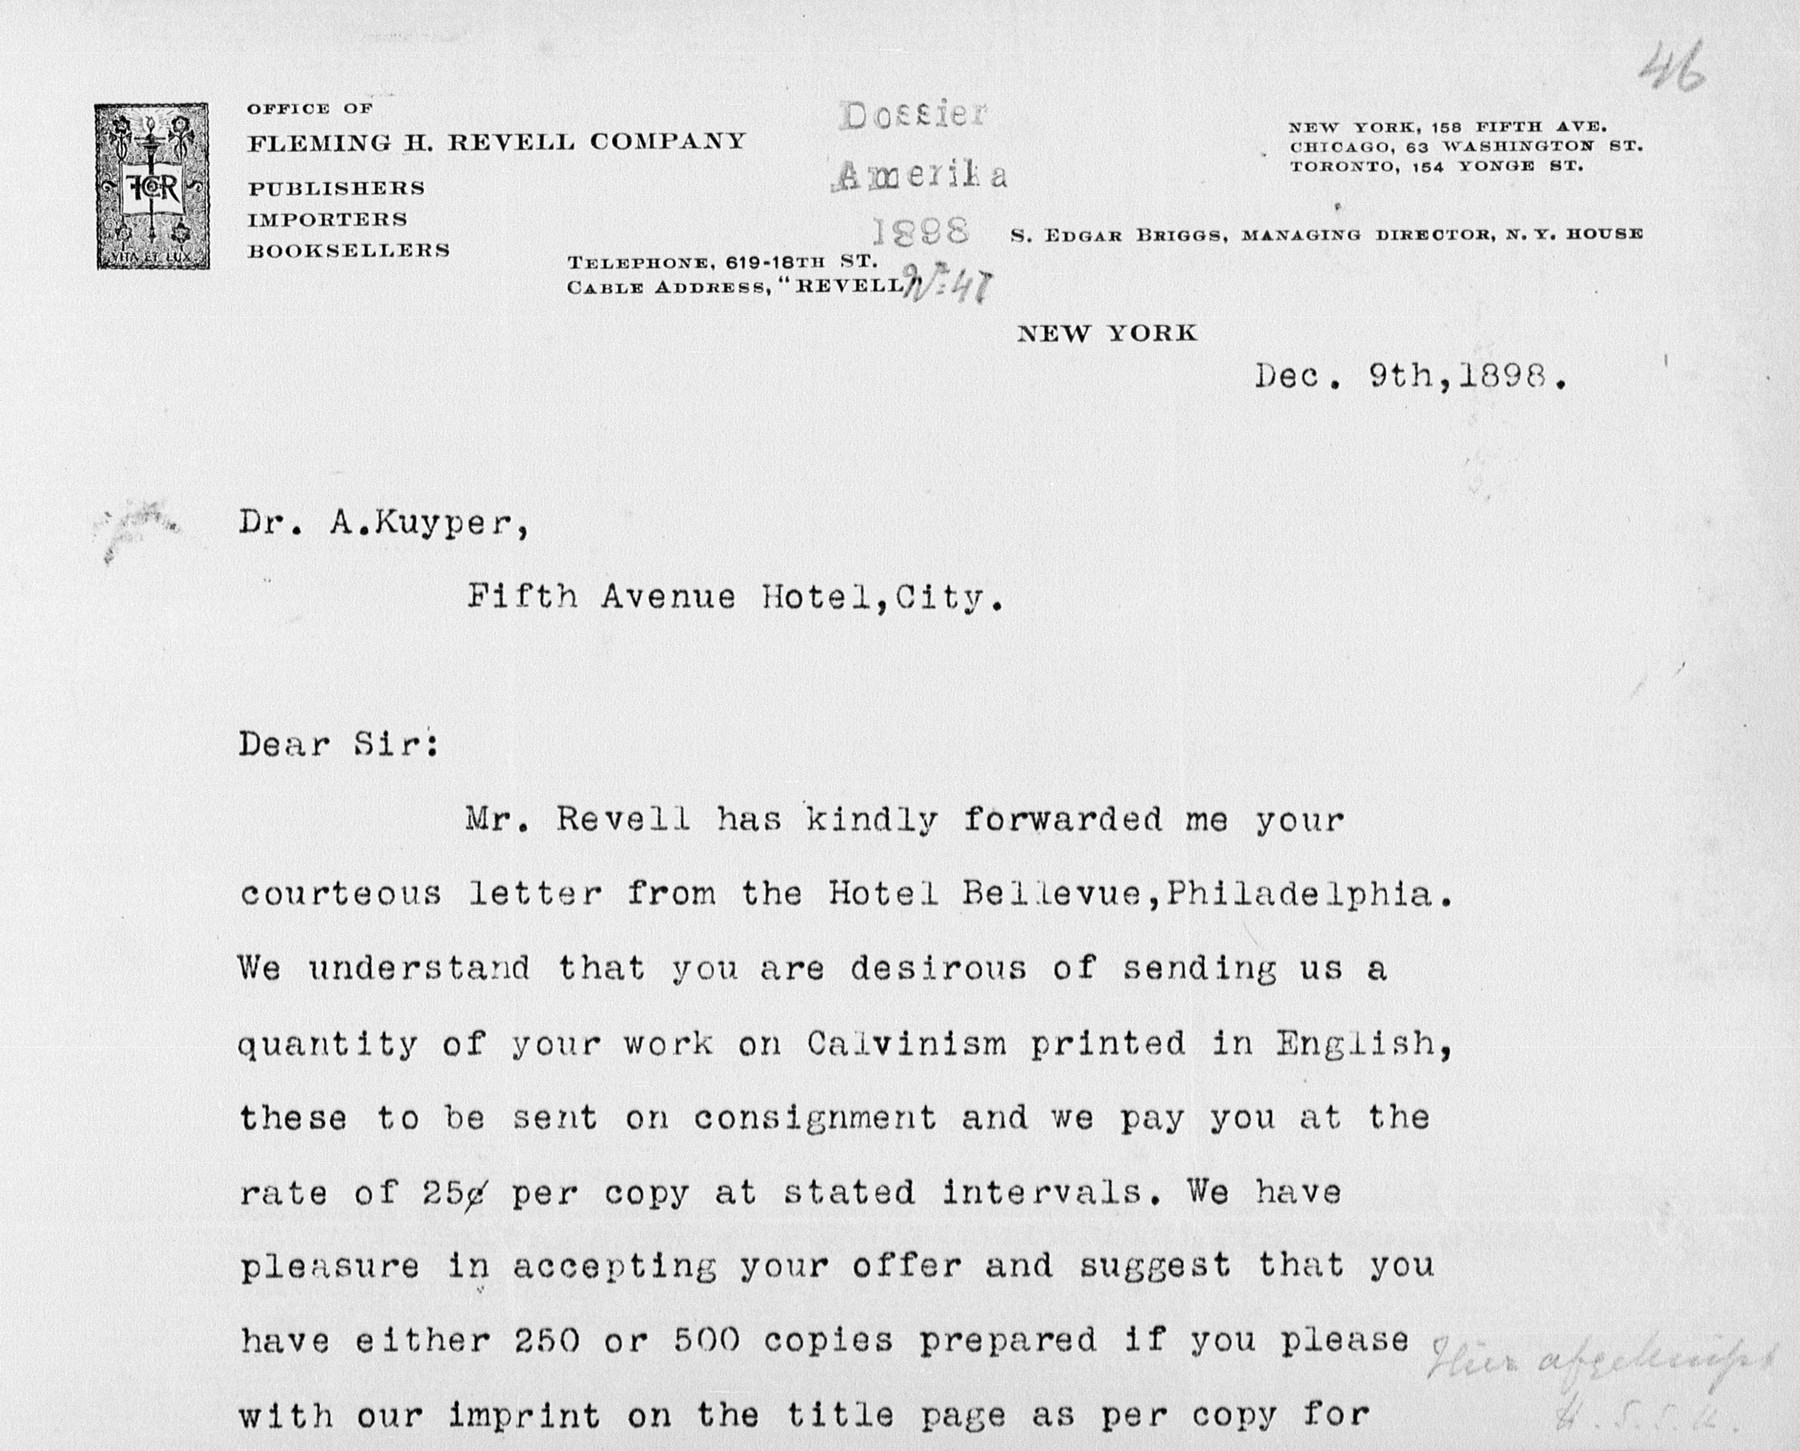 46
OFFICE OF
FLEMING H. REVELL COMPANY
PUBLISHERS
IMPORTERS
BOOKSELLERS
FCR
VITA ET LUX
Dossier
Amerika
1898
No: 47
TELEPHONE, 619-18TH ST.
CABLE ADDRESS, "REVELL"
NEW YORK, 158 FIFTH AVE.
CHICAGO, 63 WASHINGTON ST.
TORONTO, 154 YONGE ST.
S. EDGAR BRIGGS, MANAGING DIRECTOR, N. Y. HOUSE
NEW YORK
Dec. 9th,1898.
Dr. A.Kuyper,
Fifth Avenue Hotel,City.
Dear Sir:
Mr. Revell has kindly forwarded me your
courteous letter from the Hotel Bellevue,Philadelphia.
We understand that you are desirous of sending us a
quantity of your work on Calvinism printed in English,
these to be sent on consignment and we pay you at the
rate of 25¢ per copy at stated intervals. We have
pleasure in accepting your offer and suggest that you
have either 250 or 500 copies prepared if you please
with our imprint on the title page as per copy for
Hier afgeknipt